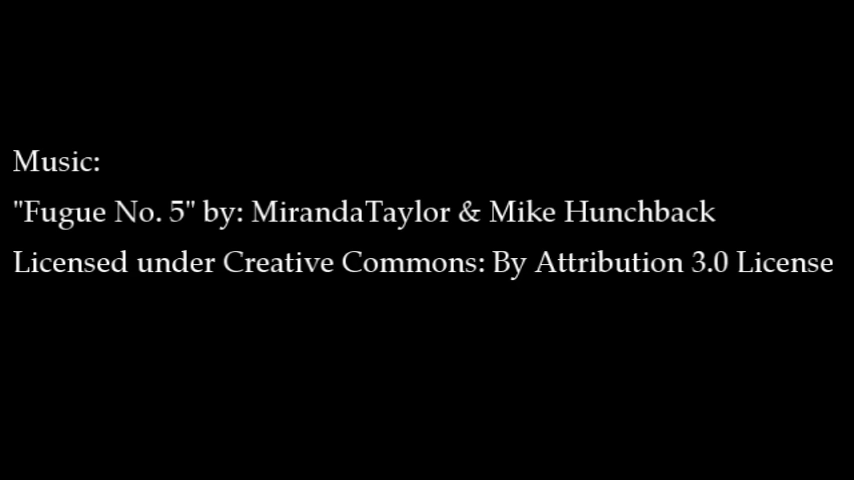 Music:
"Fugue No. 5" by: MirandaTaylor & Mike Hunchback
Licensed under Creative Commons: By Attribution 3.0 License